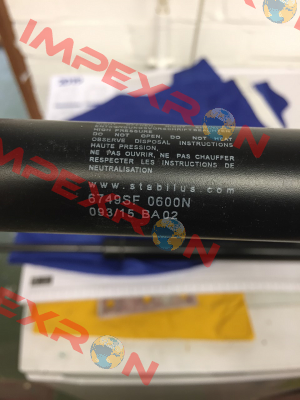 HIGH PRESSURE
DO NOT OPEN, DO NOT HEAT
OBSERVE DISPOSAL INSTRUCTIONS
HAUTE PRESSION,
NE PAS OUVRIR, NE PAS CHAUFFER
RESPECTER LES INSTRUCTIONS DE
NEUTRALISATION
www.stabilus.com
6749SF 0600N
093/15 BA02
IMPEXRON
IMPEXRON
IMPEXRON